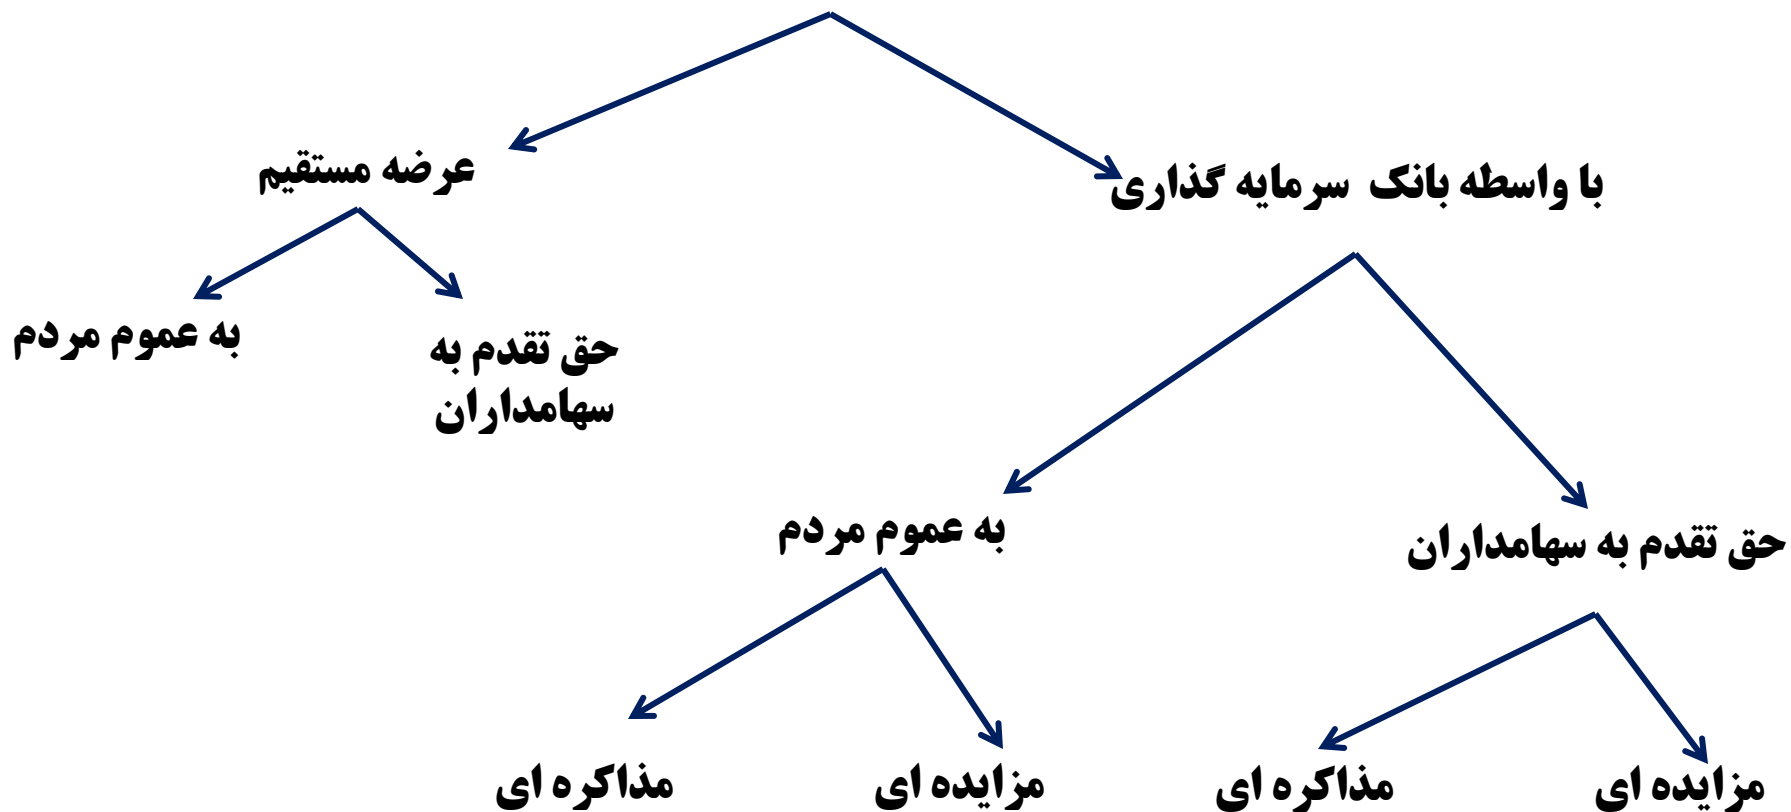 با واسطه بانک سرمایه گذاری
عرضه مستقیم
حق تقدم به
سهامداران
به عموم مردم
حق تقدم به سهامداران
به عموم مردم
مزایده ای
مذاکره ای
مزایده ای
مذاکره ای